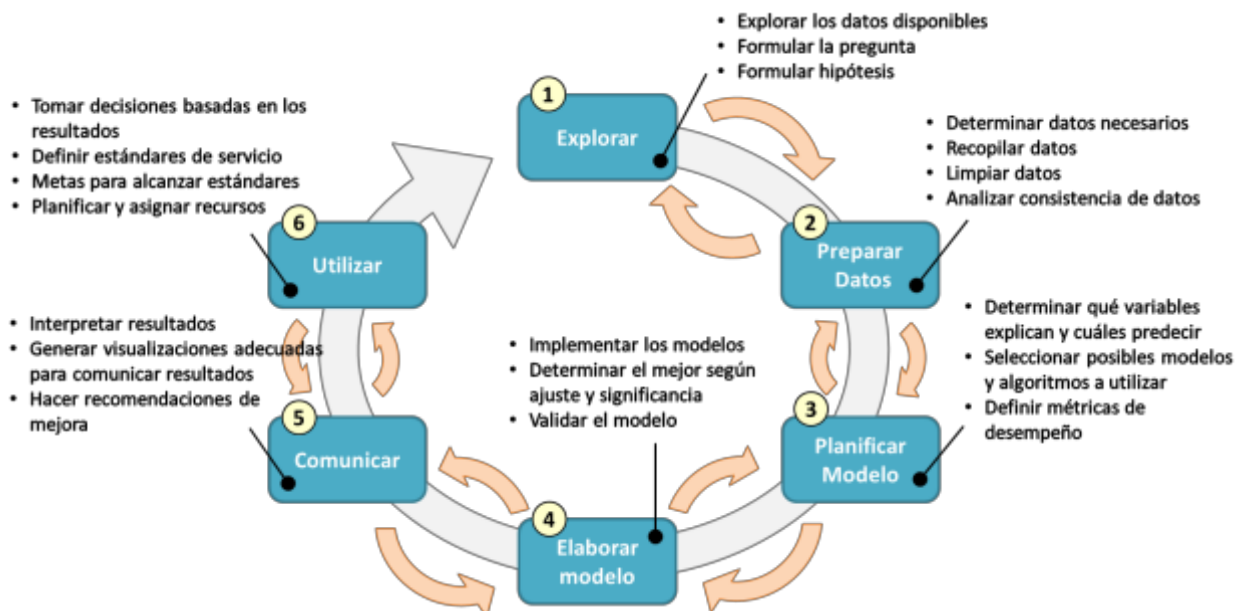 1
Explorar
• Explorar los datos disponibles
• Formular la pregunta
• Formular hipótesis
2
Preparar
Datos
• Determinar datos necesarios
• Recopilar datos
• Limpiar datos
• Analizar consistencia de datos
3
Planificar
Modelo
• Determinar qué variables
explican y cuáles predecir
• Seleccionar posibles modelos
y algoritmos a utilizar
• Definir métricas de
desempeño
4
Elaborar
modelo
• Implementar los modelos
• Determinar el mejor según
ajuste y significancia
• Validar el modelo
5
Comunicar
• Interpretar resultados
• Generar visualizaciones adecuadas
para comunicar resultados
• Hacer recomendaciones de
mejora
6
Utilizar
• Tomar decisiones basadas en los
resultados
• Definir estándares de servicio
• Metas para alcanzar estándares
• Planificar y asignar recursos